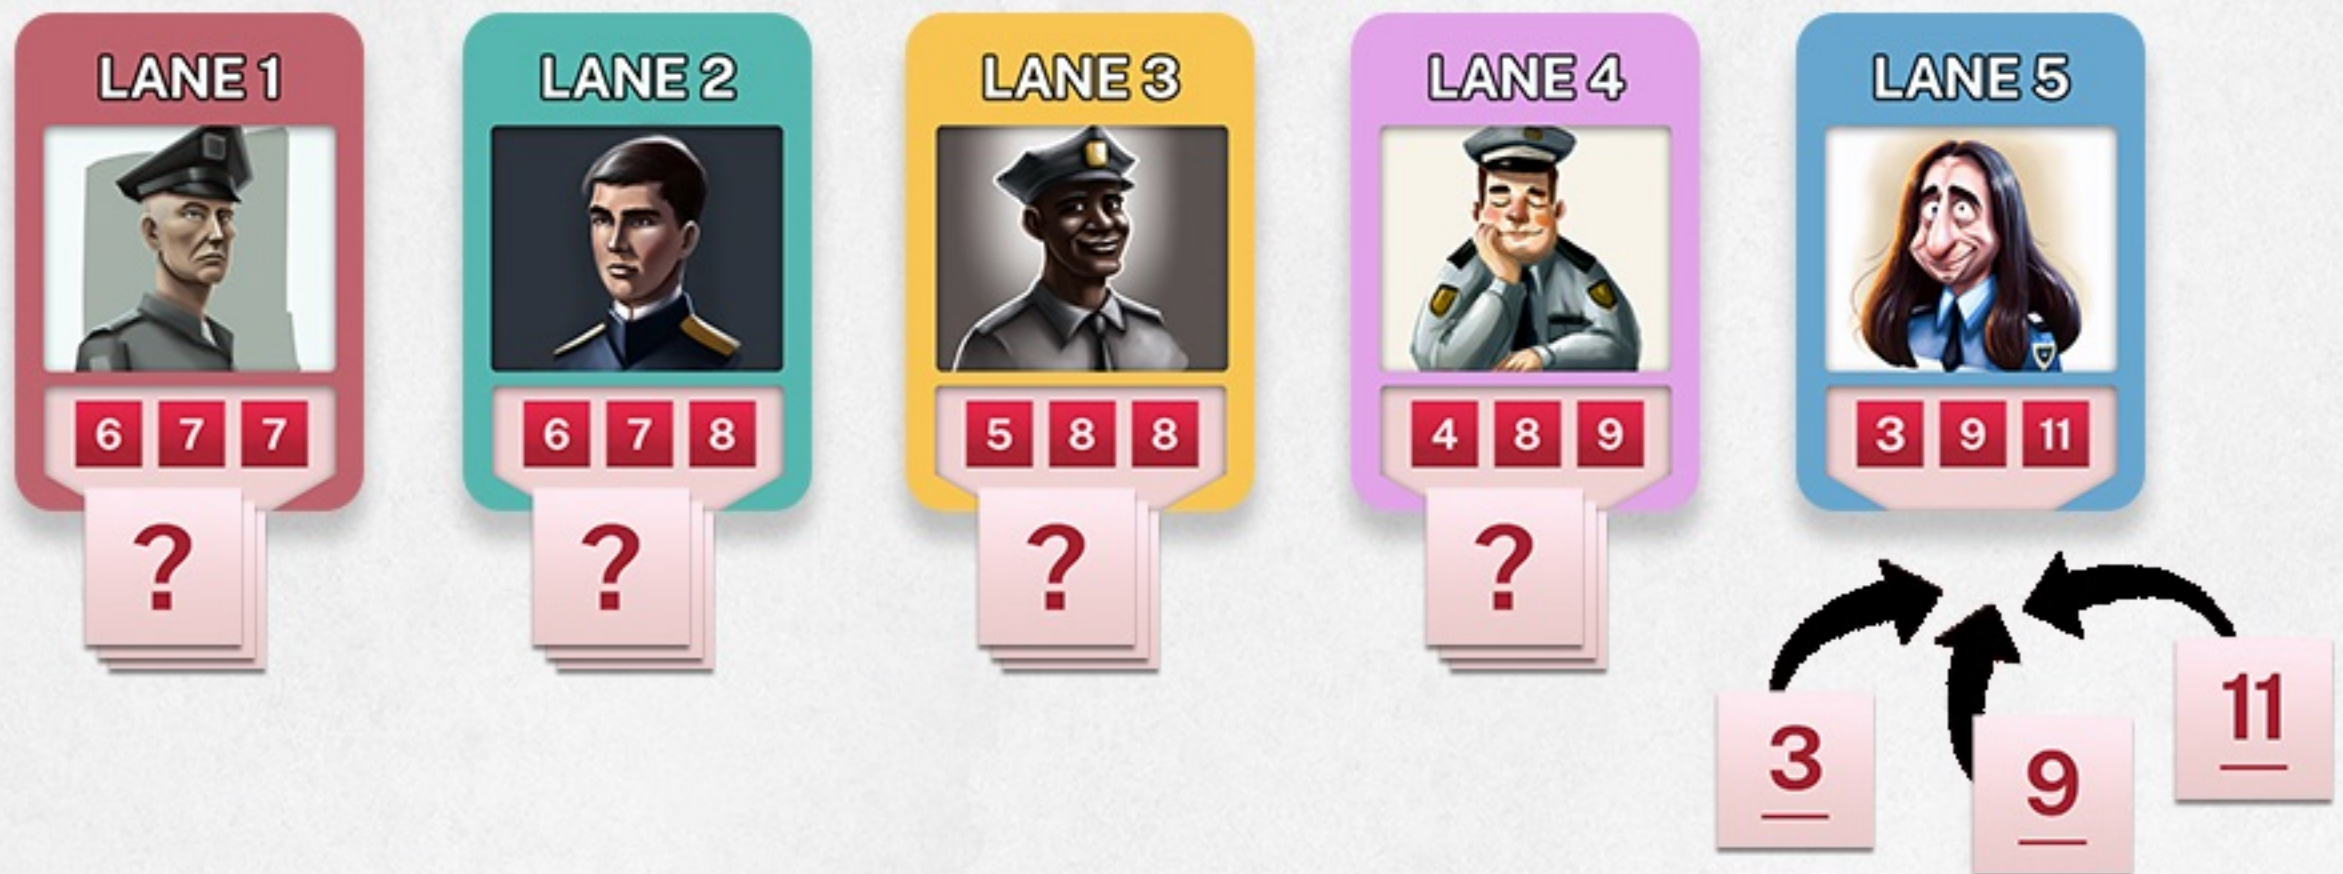 LANE 1
6 7 7
?
LANE 2
6 7 8
?
LANE 3
5 8 8
?
LANE 4
4 8 9
?
LANE 5
3 9 11
3
9
11